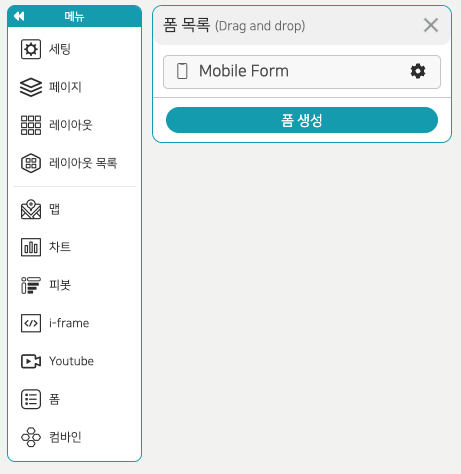 메뉴
세팅
페이지
레이아웃
레이아웃 목록
맵
차트
피봇
i-frame
Youtube
폼
컴바인
폼 목록 (Drag and drop)
Mobile Form
폼 생성